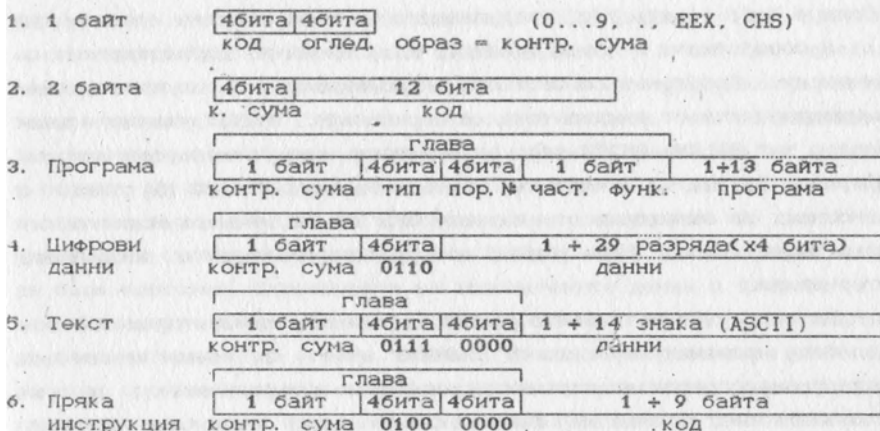 1. 1 байт 4бита 4бита (0...9, ., EEX, CHS)
код оглед. образ = контр. сума
2. 2 байта 4бита 12 бита
к. сума код
глава
3. Програма 1 байт 4бита 4бита 1 байт 1÷12 байта
контр. сума тип пор. № част. функ. програма
глава
4. Цифрови 1 байт 4бита 1 ÷ 29 разряда(x4 бита)
данни контр. сума 0110 данни
глава
5. Текст 1 байт 4бита 4бита 1 ÷ 14 знака (ASCII)
контр. сума 0111 0000 данни
глава
6. Пряка 1 байт 4бита 4бита 1 ÷ 9 байта
инструкция контр. сума 0100 0000 код